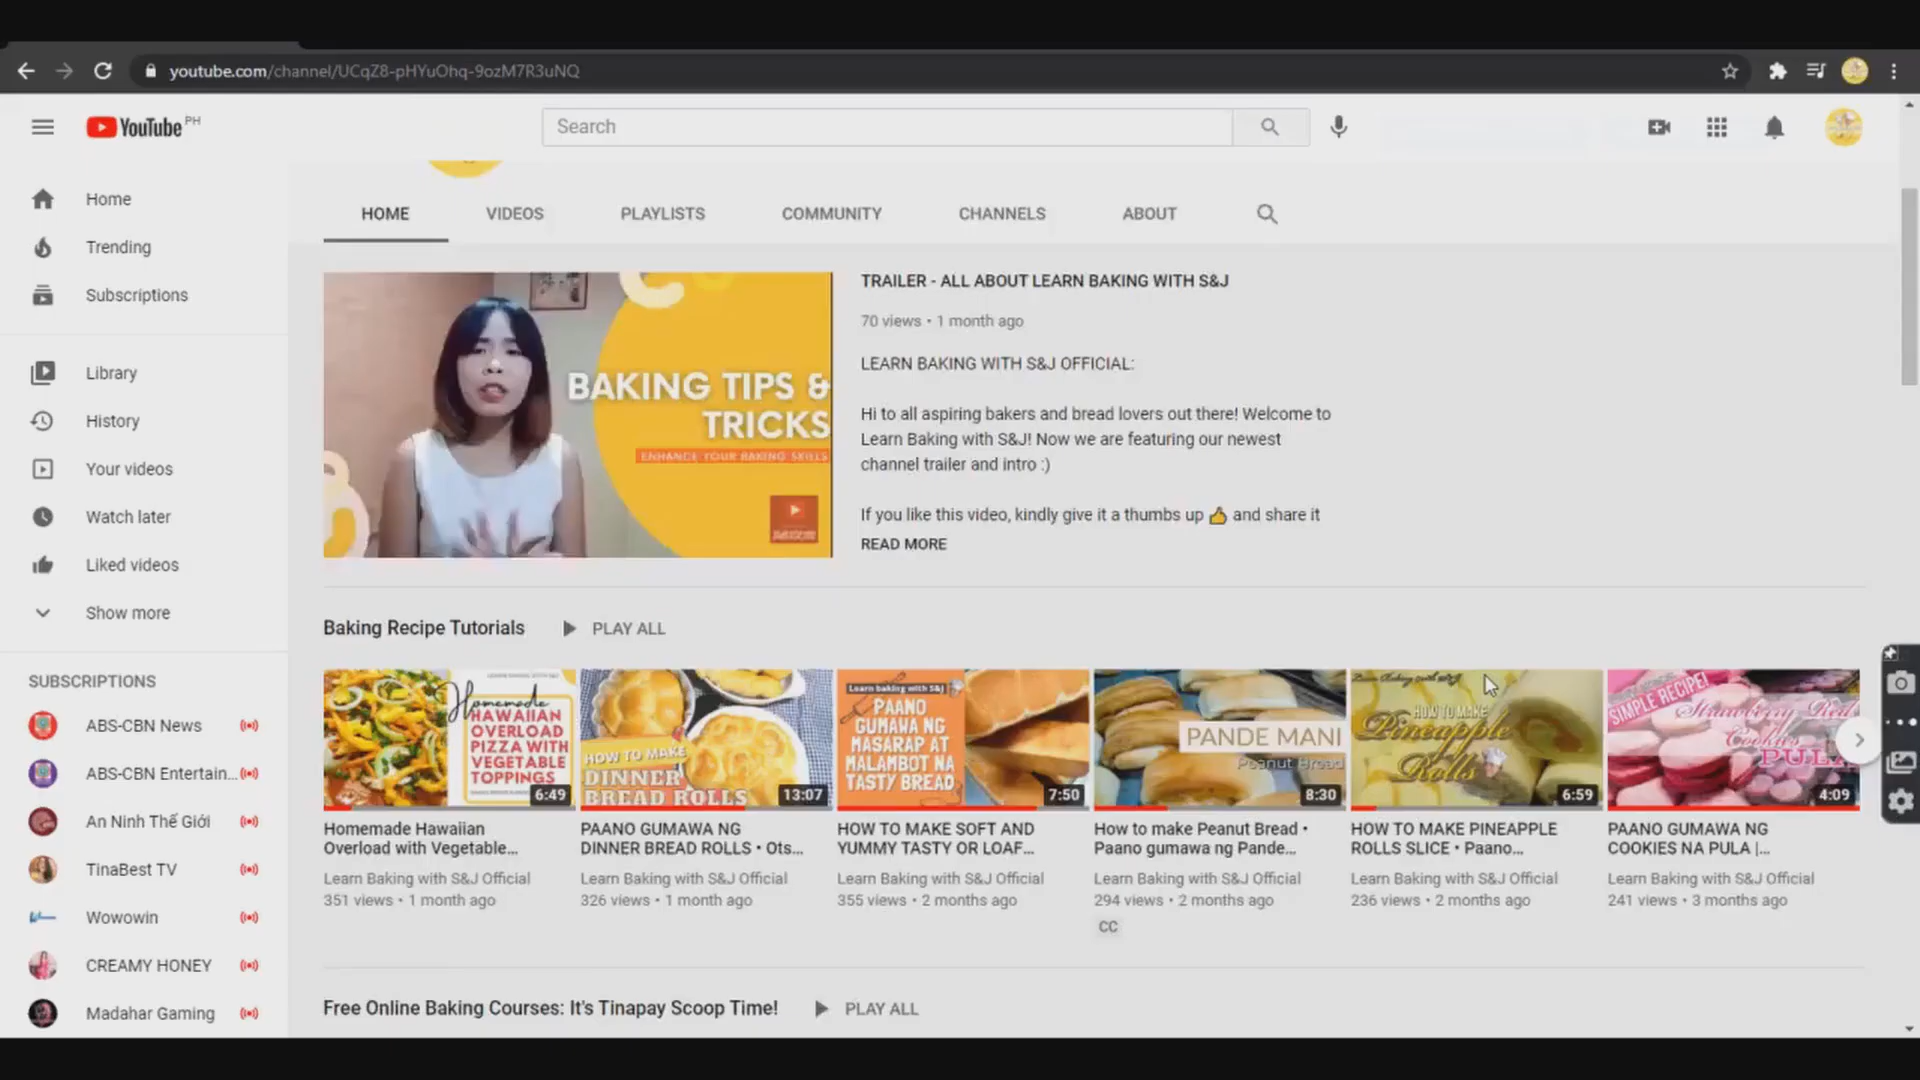 youtube.com/channel/UCqZ8-pHYuOhq-9ozM7R3uNQ
YouTube PH
Search
Home
Trending
Subscriptions
Library
History
Your videos
Watch later
Liked videos
Show more
SUBSCRIPTIONS
ABS-CBN News
ABS-CBN Entertain...
An Ninh Thế Giới
TinaBest TV
Wowowin
CREAMY HONEY
Madahar Gaming
HOME VIDEOS PLAYLISTS COMMUNITY CHANNELS ABOUT
BAKING TIPS &
TRICKS
ENHANCE YOUR BAKING SKILLS
TRAILER - ALL ABOUT LEARN BAKING WITH S&J
70 views • 1 month ago
LEARN BAKING WITH S&J OFFICIAL:
Hi to all aspiring bakers and bread lovers out there! Welcome to
Learn Baking with S&J! Now we are featuring our newest
channel trailer and intro :)
If you like this video, kindly give it a thumbs up 👍 and share it
READ MORE
Baking Recipe Tutorials PLAY ALL
Homemade
HAWAIIAN
OVERLOAD
PIZZA WITH
VEGETABLE
TOPPINGS
6:49
Homemade Hawaiian
Overload with Vegetable...
Learn Baking with S&J Official
351 views • 1 month ago
HOW TO MAKE
DINNER
BREAD ROLLS
13:07
PAANO GUMAWA NG
DINNER BREAD ROLLS • Ots...
Learn Baking with S&J Official
326 views • 1 month ago
Learn baking with S&J
PAANO
GUMAWA NG
MASARAP AT
MALAMBOT NA
TASTY BREAD
7:50
HOW TO MAKE SOFT AND
YUMMY TASTY OR LOAF...
Learn Baking with S&J Official
355 views • 2 months ago
PANDE MANI
Peanut Bread
8:30
How to make Peanut Bread •
Paano gumawa ng Pande...
Learn Baking with S&J Official
294 views • 2 months ago
CC
Learn Baking with S&J
HOW TO MAKE
Pineapple
Rolls
6:59
HOW TO MAKE PINEAPPLE
ROLLS SLICE • Paano...
Learn Baking with S&J Official
236 views • 2 months ago
SIMPLE RECIPE!
Strawberry Red
Cookies
PULA
4:09
PAANO GUMAWA NG
COOKIES NA PULA |...
Learn Baking with S&J Official
241 views • 3 months ago
Free Online Baking Courses: It's Tinapay Scoop Time! PLAY ALL